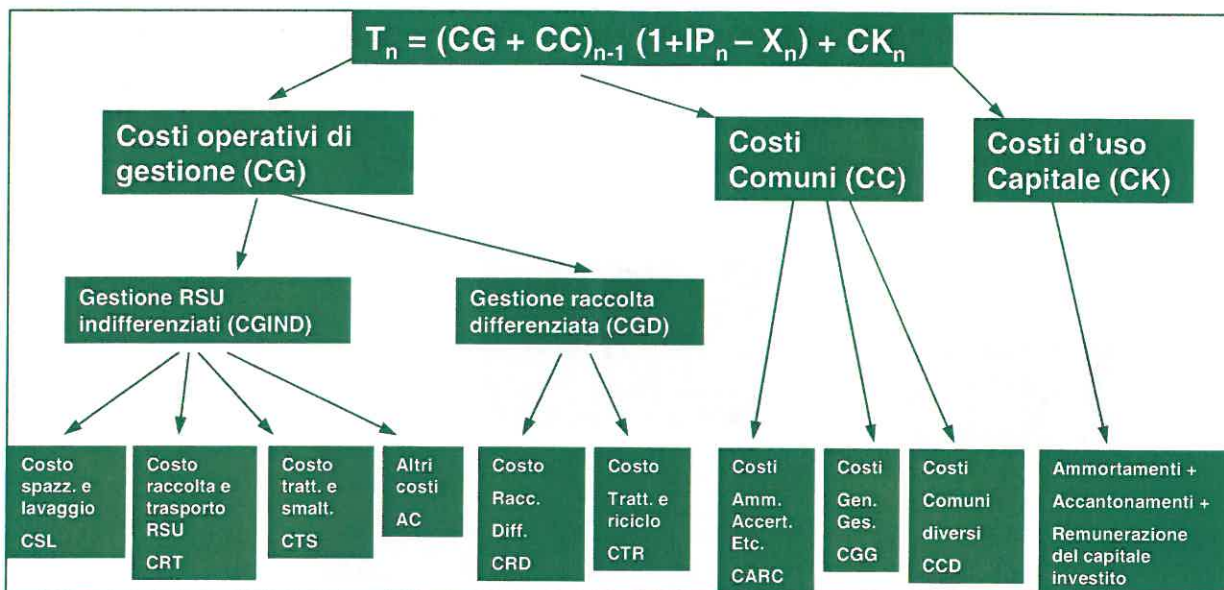 Tn = (CG + CC)n-1 (1+IPn – Xn) + CKn
Costi operativi di
gestione (CG)
Costi
Comuni (CC)
Costi d'uso
Capitale (CK)
Gestione RSU
indifferenziati (CGIND)
Gestione raccolta
differenziata (CGD)
Costo
spazz. e
lavaggio
CSL
Costo
raccolta e
trasporto
RSU
CRT
Costo
tratt. e
smalt.
CTS
Altri
costi
AC
Costo
Racc.
Diff.
CRD
Costo
Tratt. e
riciclo
CTR
Costi
Amm.
Accert.
Etc.
CARC
Costi
Gen.
Ges.
CGG
Costi
Comuni
diversi
CCD
Ammortamenti +
Accantonamenti +
Remunerazione
del capitale
investito